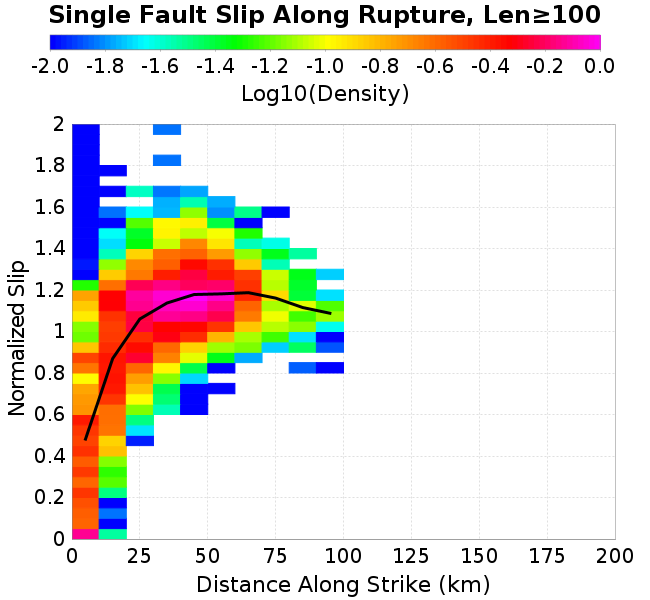 Single Fault Slip Along Rupture, Len≥100
-2.0 -1.8 -1.6 -1.4 -1.2 -1.0 -0.8 -0.6 -0.4 -0.2 0.0
Log10(Density)
2
1.8
1.6
1.4
1.2
1
0.8
0.6
0.4
0.2
0
Normalized Slip
0 25 50 75 100 125 150 175 200
Distance Along Strike (km)